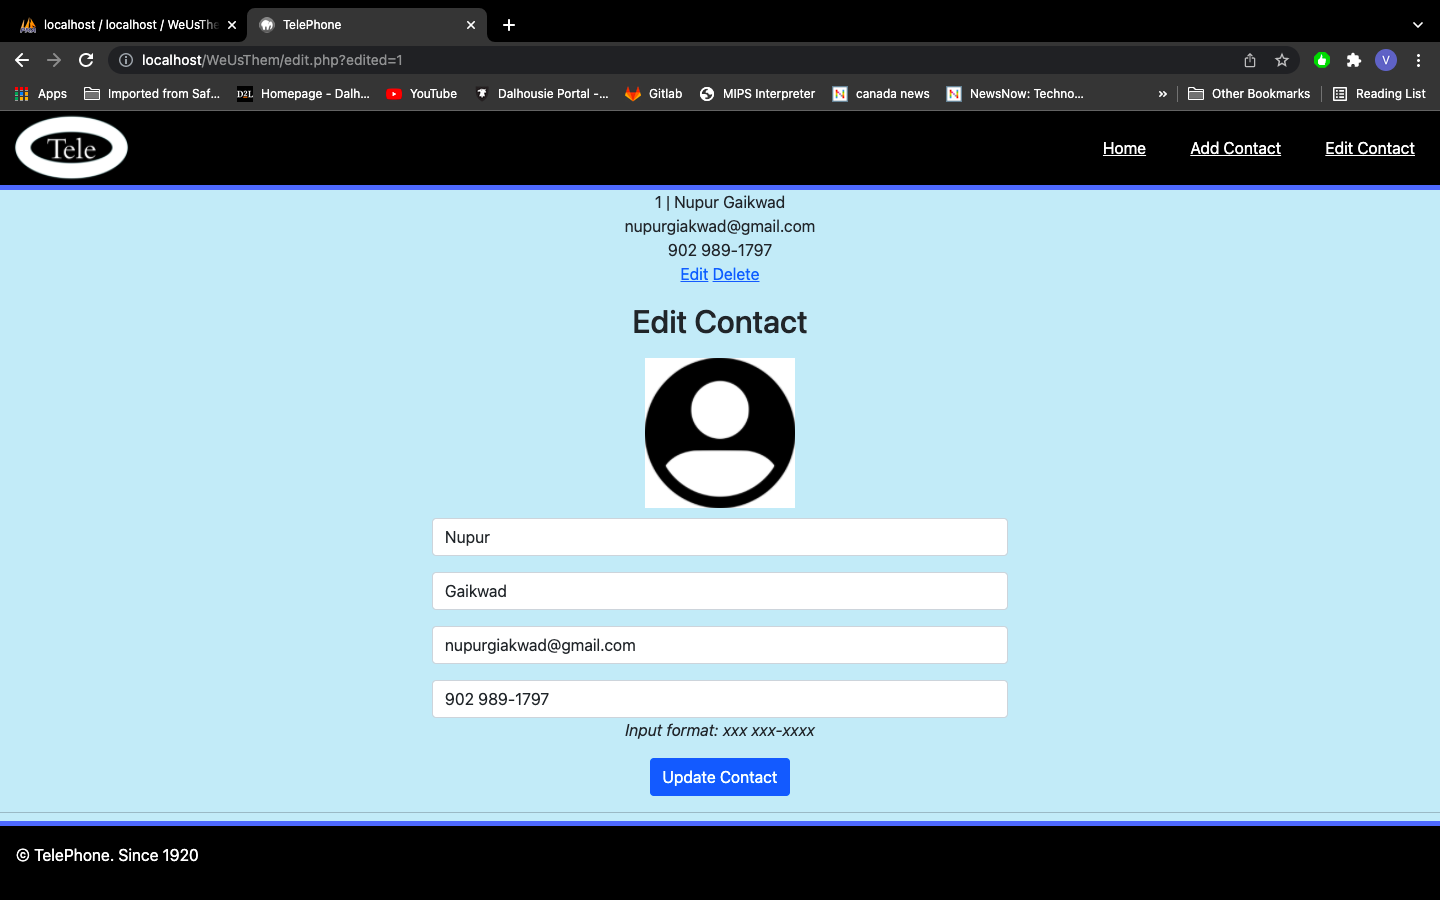 localhost / localhost / WeUsThe
TelePhone
localhost/WeUsThem/edit.php?edited=1
V
Apps
Imported from Saf...
D2L
Homepage - Dalh...
YouTube
Dalhousie Portal -...
Gitlab
MIPS Interpreter
N
canada news
N
NewsNow: Techno...
»
Other Bookmarks
Reading List
Tele
Home
Add Contact
Edit Contact
1 | Nupur Gaikwad
nupurgiakwad@gmail.com
902 989-1797
Edit Delete
Edit Contact
Nupur
Gaikwad
nupurgiakwad@gmail.com
902 989-1797
Input format: xxx xxx-xxxx
Update Contact
© TelePhone. Since 1920